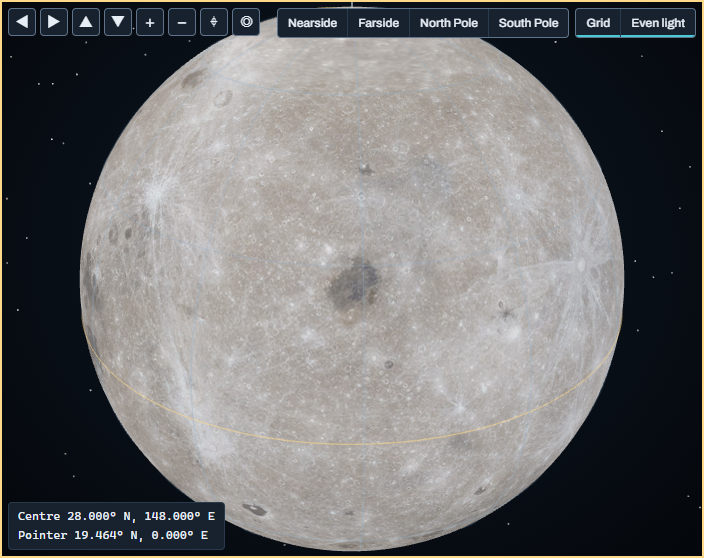 Nearside Farside North Pole South Pole Grid Even light
Centre 28.000° N, 148.000° E
Pointer 19.464° N, 0.000° E